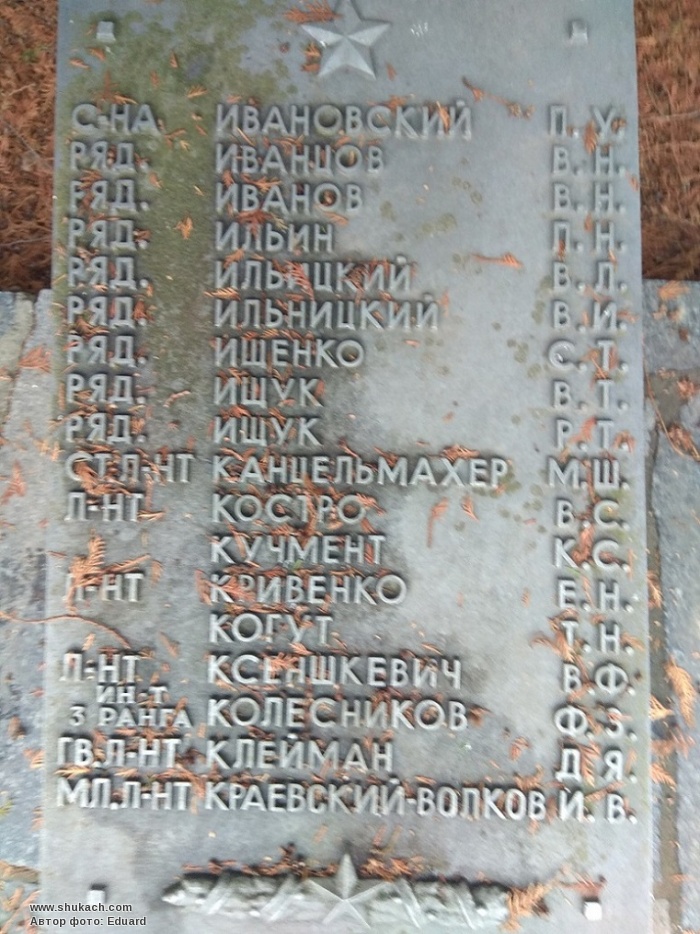 С-НА ИВАНОВСКИЙ П. У.
РЯД. ИВАНЦОВ В. Н.
РЯД. ИВАНОВ В. Н.
РЯД. ИЛЬИН П. Н.
РЯД. ИЛЬИЦКИЙ В. Л.
РЯД. ИЛЬНИЦКИЙ В. И.
РЯД. ИЩЕНКО С. Т.
РЯД. ИЩУК В. Т.
РЯД. ИЩУК Р. Т.
СТ.Л-НТ КАНЦЕЛЬМАХЕР М.Ш.
Л-НТ КОСТРО В. С.
КУЧМЕНТ К.С.
Л-НТ КРИВЕНКО Е.Н.
КОГУТ Т.Н.
Л-НТ КСЕНШКЕВИЧ В.Ф.
ИН-Т
3 РАНГА КОЛЕСНИКОВ Ф.З.
ГВ.Л-НТ КЛЕЙМАН Д. Я.
МЛ.Л-НТ КРАЕВСКИЙ-ВОЛКОВ И. В.
www.shukach.com
Автор фото: Eduard